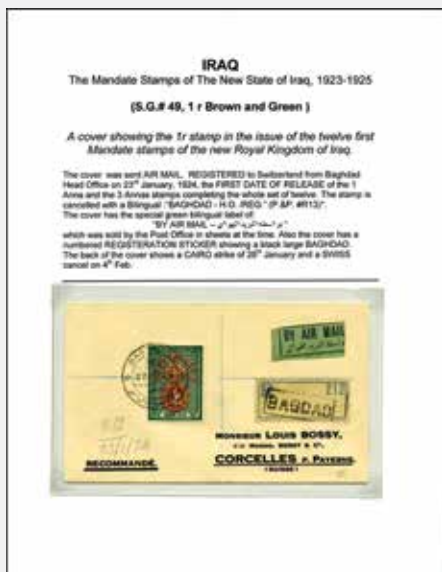 IRAQ
The Mandate Stamps of The New State of Iraq, 1923-1925
(S.G.# 49, 1 r Brown and Green )
A cover showing the 1r stamp in the issue of the twelve first
Mandate stamps of the new Royal Kingdom of Iraq.
The cover was sent AIR MAIL. REGISTERED to Switzerland from Baghdad
Head Office on 23rd January, 1924, the FIRST DATE OF RELEASE of the 1
Anna and the 3 Annas stamps completing the whole set of twelve. The stamp is
cancelled with a Bilingual :"BAGHDAD - H.O. /REG." (P &P: #R13)".
The cover has the special green bilingual label of:
"BY AIR MAIL –
which was sold by the Post Office in sheets at the time. Also the cover has a
numbered REGISTERATION STICKER showing a black large BAGHDAD.
The back of the cover shows a CAIRO strike of 28th January and a SWISS
cancel on 4th Feb.
BY AIR MAIL
BAGDAD
MONSIEUR LOUIS BOSSY,
CORCELLES P. PAYERNE.
(SUISSE)
RECOMMANDÉ.